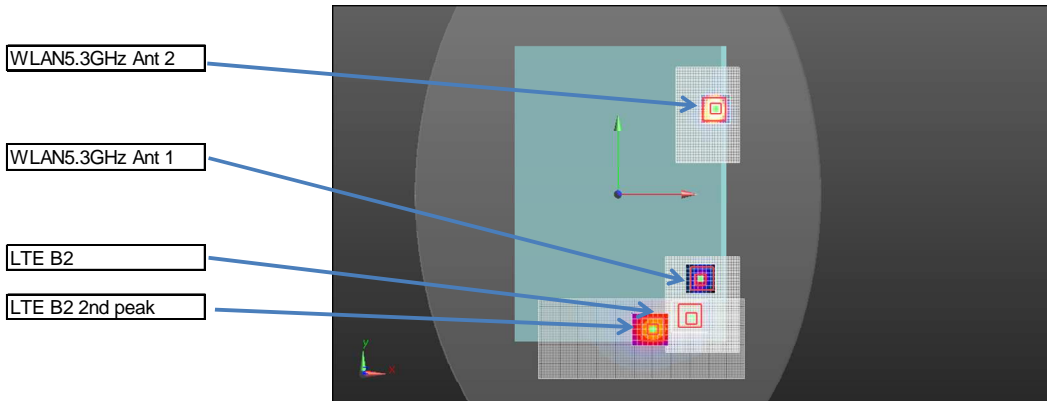 WLAN5.3GHz Ant 2
WLAN5.3GHz Ant 1
LTE B2
LTE B2 2nd peak
y
x